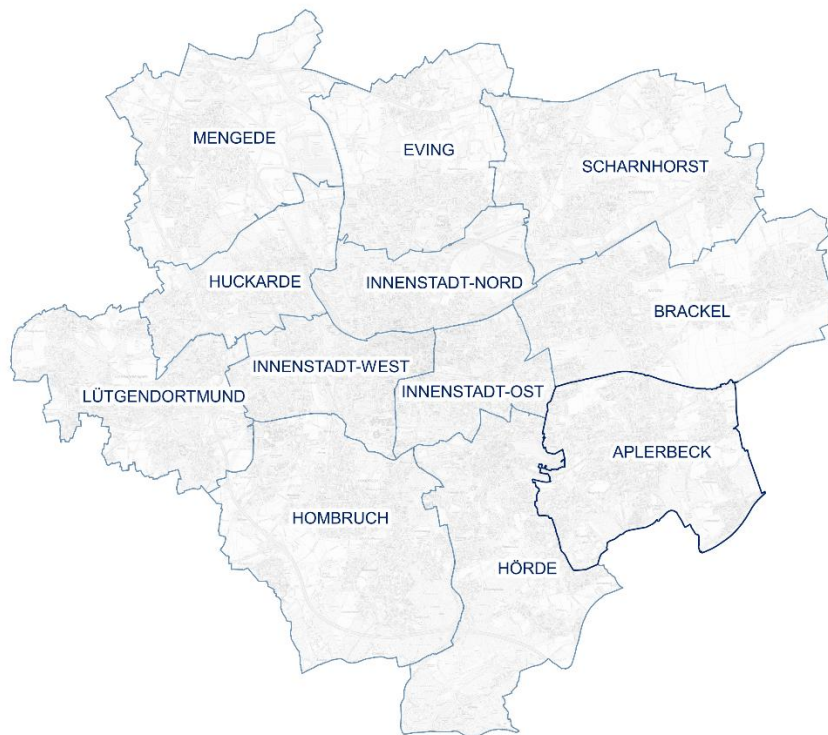 MENGEDE
EVING
SCHARNHORST
HUCKARDE
INNENSTADT-NORD
BRACKEL
INNENSTADT-WEST
LÜTGENDORTMUND
INNENSTADT-OST
APLERBECK
HOMBRUCH
HÖRDE